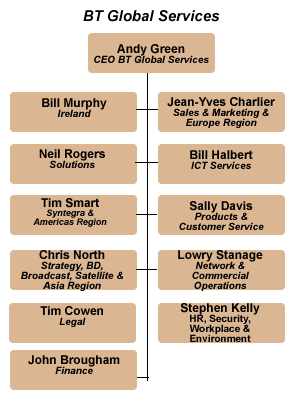 BT Global Services
Andy Green
CEO BT Global Services
Bill Murphy
Ireland
Jean-Yves Charlier
Sales & Marketing &
Europe Region
Neil Rogers
Solutions
Bill Halbert
ICT Services
Tim Smart
Syntegra &
Americas Region
Sally Davis
Products &
Customer Service
Chris North
Strategy, BD,
Broadcast, Satellite &
Asia Region
Lowry Stanage
Network &
Commercial
Operations
Tim Cowen
Legal
Stephen Kelly
HR, Security,
Workplace &
Environment
John Brougham
Finance